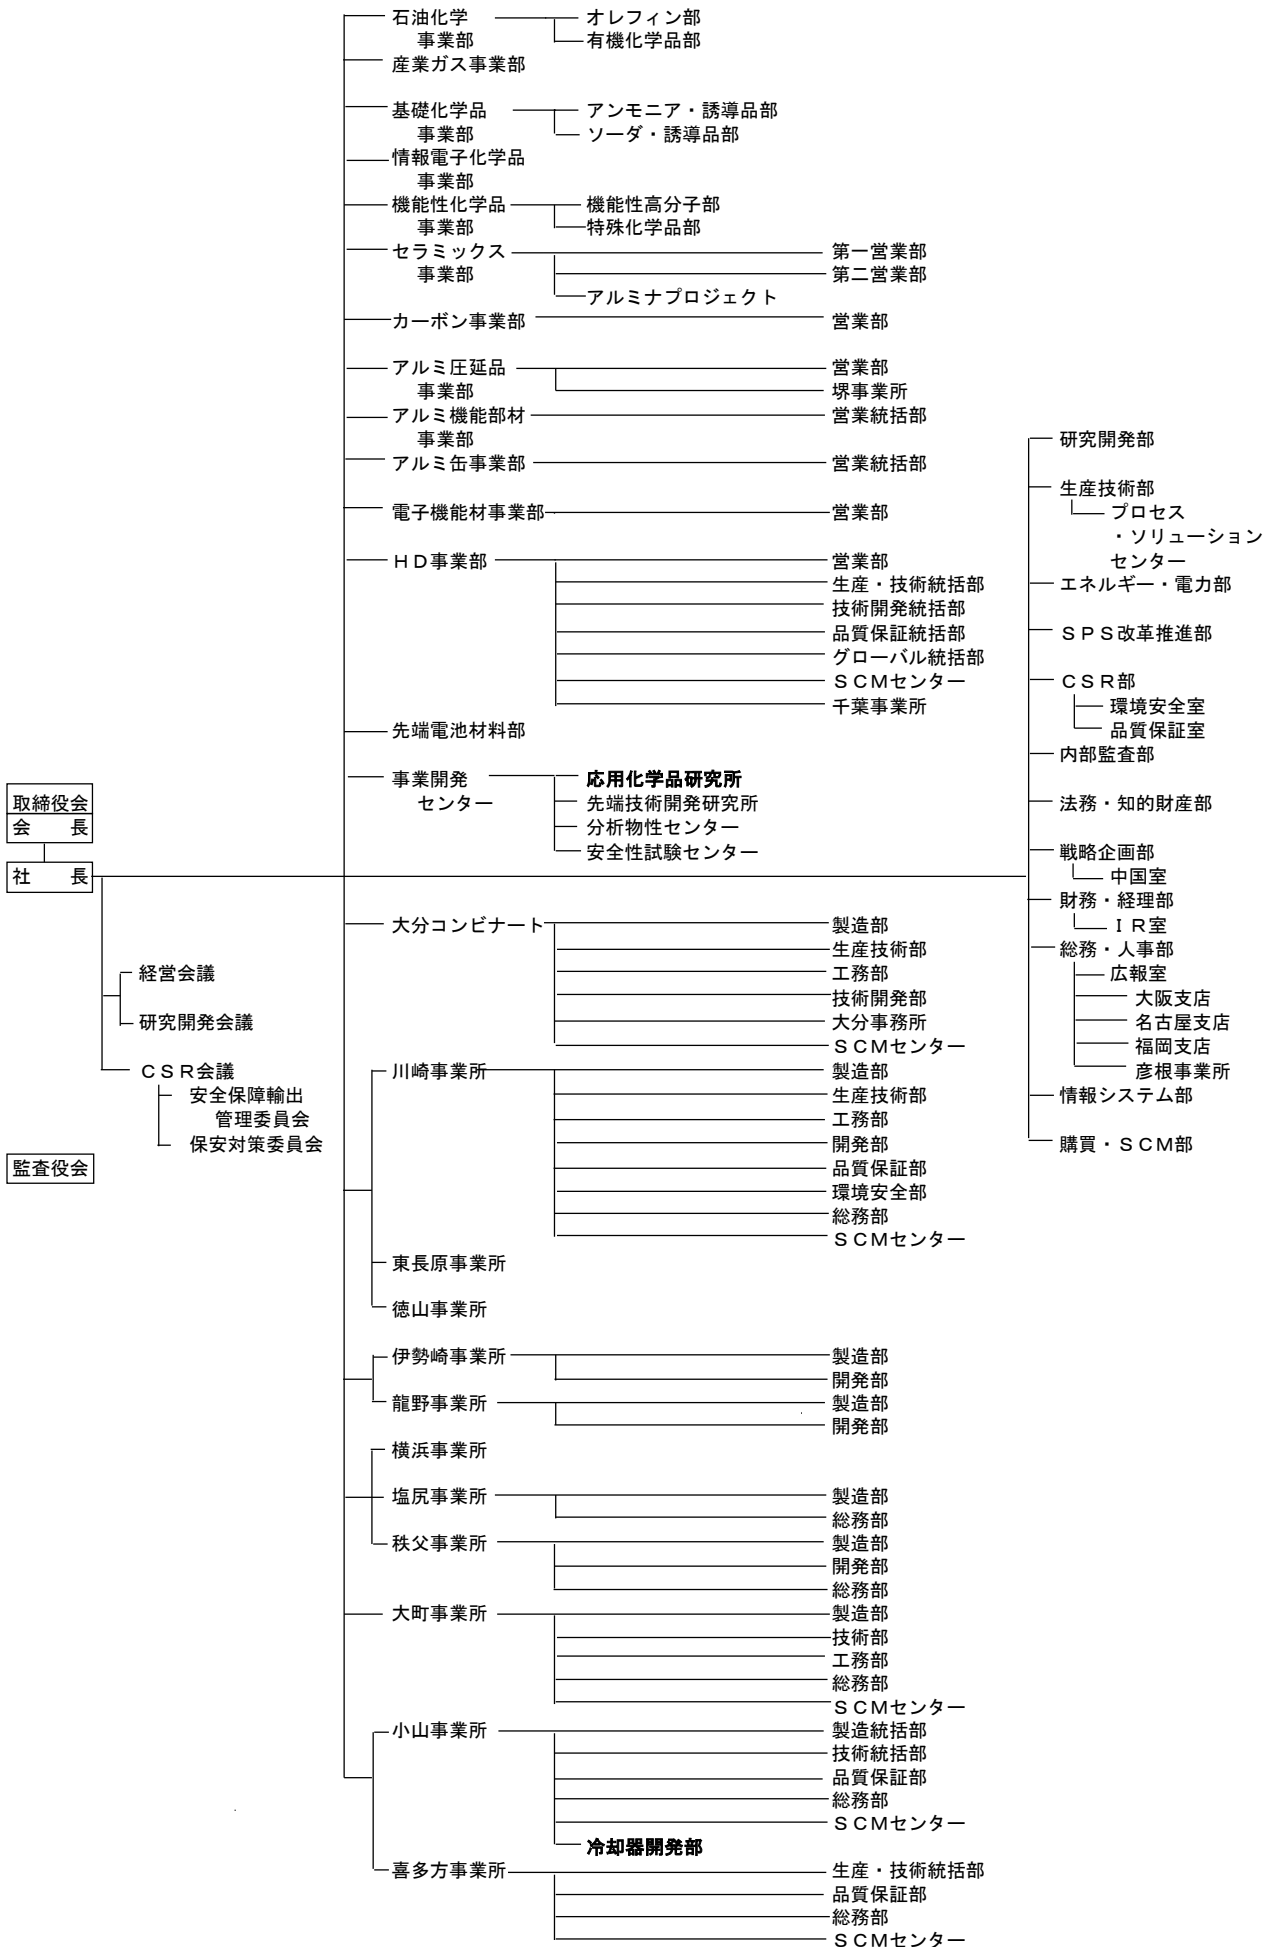 取締役会
会　　長
社　　長
経営会議
研究開発会議
ＣＳＲ会議
安全保障輸出
管理委員会
保安対策委員会
監査役会
石油化学
事業部
オレフィン部
有機化学品部
産業ガス事業部
基礎化学品
事業部
アンモニア・誘導品部
ソーダ・誘導品部
情報電子化学品
事業部
機能性化学品
事業部
機能性高分子部
特殊化学品部
セラミックス
事業部
第一営業部
第二営業部
アルミナプロジェクト
カーボン事業部
営業部
アルミ圧延品
事業部
営業部
堺事業所
アルミ機能部材
事業部
営業統括部
アルミ缶事業部
営業統括部
電子機能材事業部
営業部
ＨＤ事業部
営業部
生産・技術統括部
技術開発統括部
品質保証統括部
グローバル統括部
ＳＣＭセンター
千葉事業所
先端電池材料部
事業開発
センター
応用化学品研究所
先端技術開発研究所
分析物性センター
安全性試験センター
大分コンビナート
製造部
生産技術部
工務部
技術開発部
大分事務所
ＳＣＭセンター
川崎事業所
製造部
生産技術部
工務部
開発部
品質保証部
環境安全部
総務部
ＳＣＭセンター
東長原事業所
徳山事業所
伊勢崎事業所
製造部
開発部
龍野事業所
製造部
開発部
横浜事業所
塩尻事業所
製造部
総務部
秩父事業所
製造部
開発部
総務部
大町事業所
製造部
技術部
工務部
総務部
ＳＣＭセンター
小山事業所
製造統括部
技術統括部
品質保証部
総務部
ＳＣＭセンター
冷却器開発部
喜多方事業所
生産・技術統括部
品質保証部
総務部
ＳＣＭセンター
研究開発部
生産技術部
プロセス
・ソリューション
センター
エネルギー・電力部
ＳＰＳ改革推進部
ＣＳＲ部
環境安全室
品質保証室
内部監査部
法務・知的財産部
戦略企画部
中国室
財務・経理部
ＩＲ室
総務・人事部
広報室
大阪支店
名古屋支店
福岡支店
彦根事業所
情報システム部
購買・ＳＣＭ部